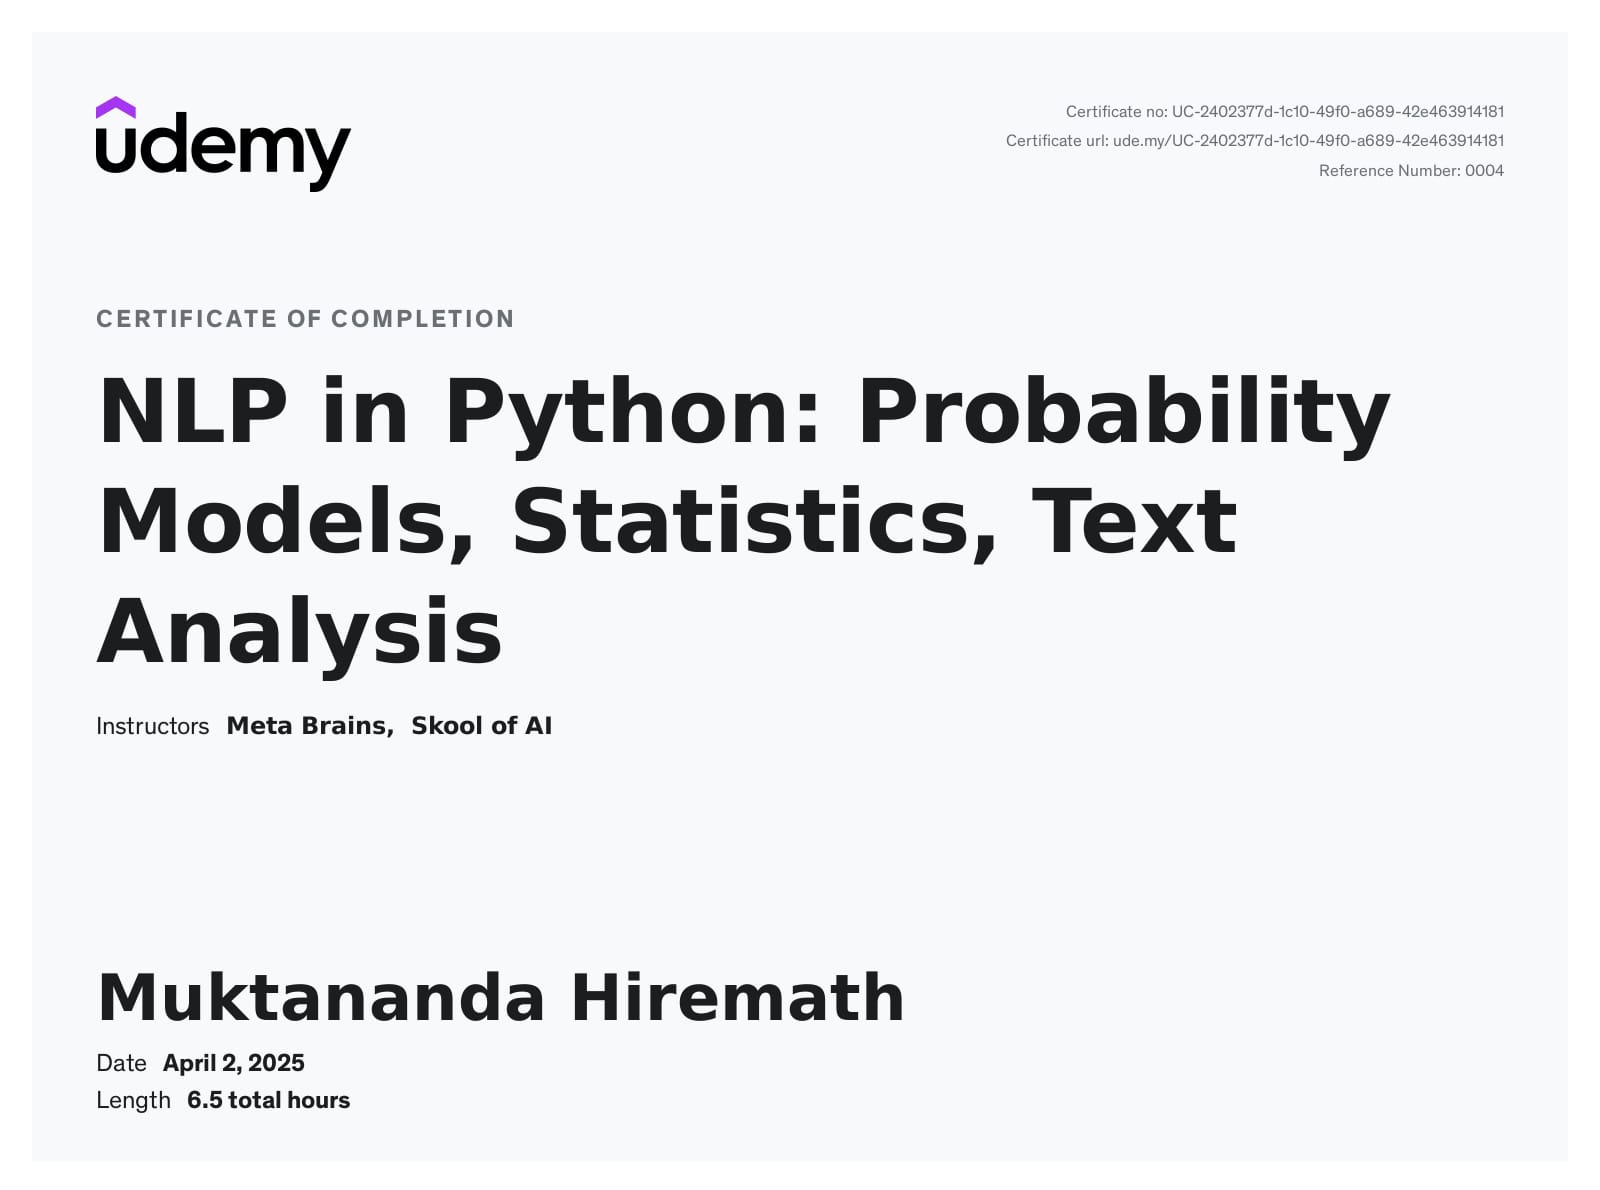 udemy
Certificate no: UC-2402377d-1c10-49f0-a689-42e463914181
Certificate url: ude.my/UC-2402377d-1c10-49f0-a689-42e463914181
Reference Number: 0004
CERTIFICATE OF COMPLETION
NLP in Python: Probability
Models, Statistics, Text
Analysis
Instructors Meta Brains, Skool of AI
Muktananda Hiremath
Date April 2, 2025
Length 6.5 total hours